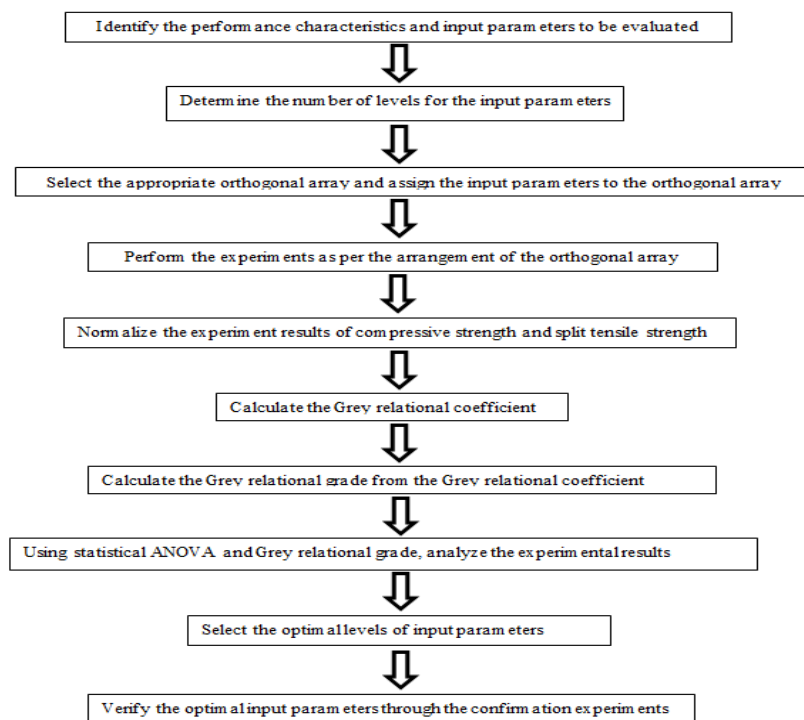 Identify the performance characteristics and input parameters to be evaluated
Determine the number of levels for the input parameters
Select the appropriate orthogonal array and assign the input parameters to the orthogonal array
Perform the experiments as per the arrangement of the orthogonal array
Normalize the experiment results of compressive strength and split tensile strength
Calculate the Grey relational coefficient
Calculate the Grey relational grade from the Grey relational coefficient
Using statistical ANOVA and Grey relational grade, analyze the experimental results
Select the optimal levels of input parameters
Verify the optimal input parameters through the confirmation experiments